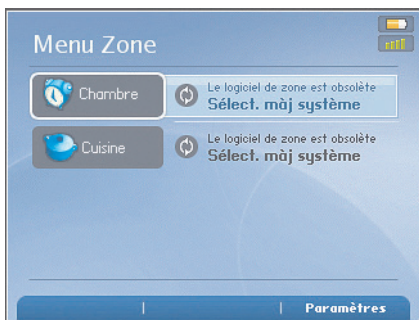 Menu Zone
Chambre
Le logiciel de zone est obsolète
Sélect. màj système
Cuisine
Le logiciel de zone est obsolète
Sélect. màj système
Paramètres